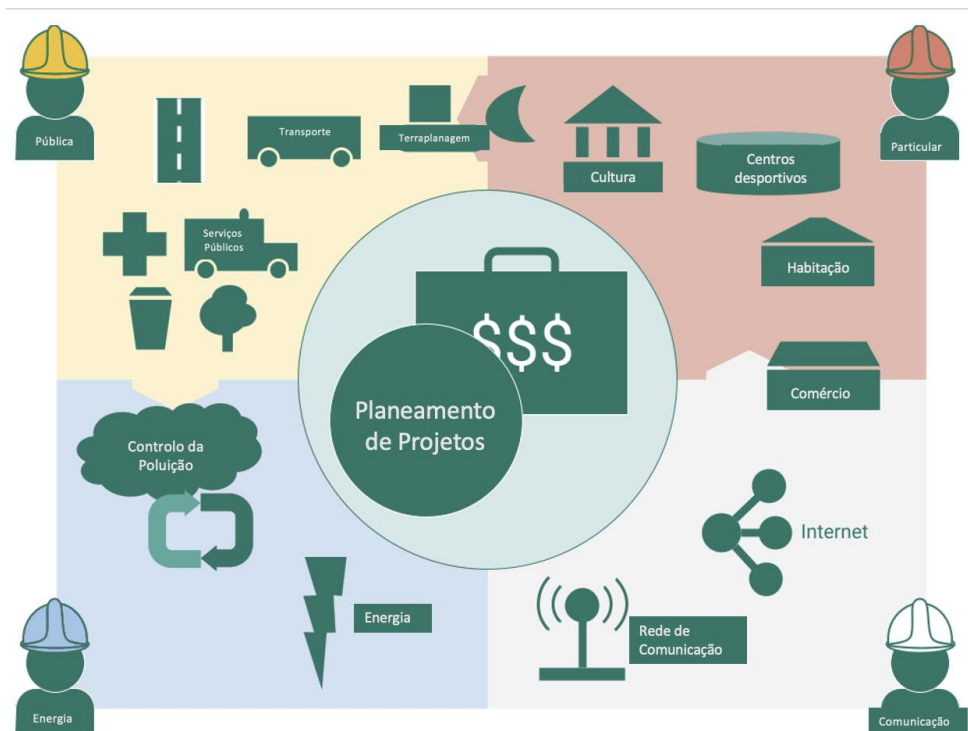 Pública
Transporte
Terraplanagem
Cultura
Centros
desportivos
Particular
Serviços
Públicos
Habitação
$$$
Comércio
Planeamento
de Projetos
Controlo da
Poluição
Internet
Energia
Rede de
Comunicação
Energia
Comunicação